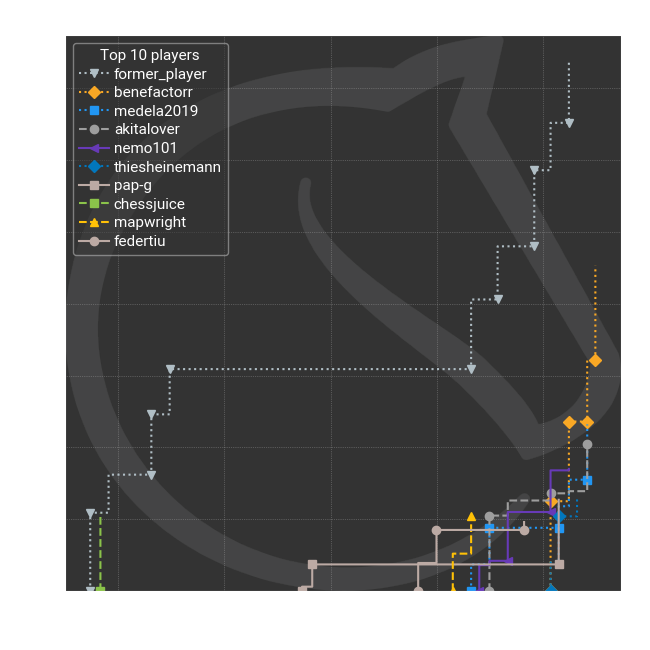 Top 10 players
former_player
benefactorr
medela2019
akitalover
nemo101
thiesheinemann
pap-g
chessjuice
mapwright
federtiu